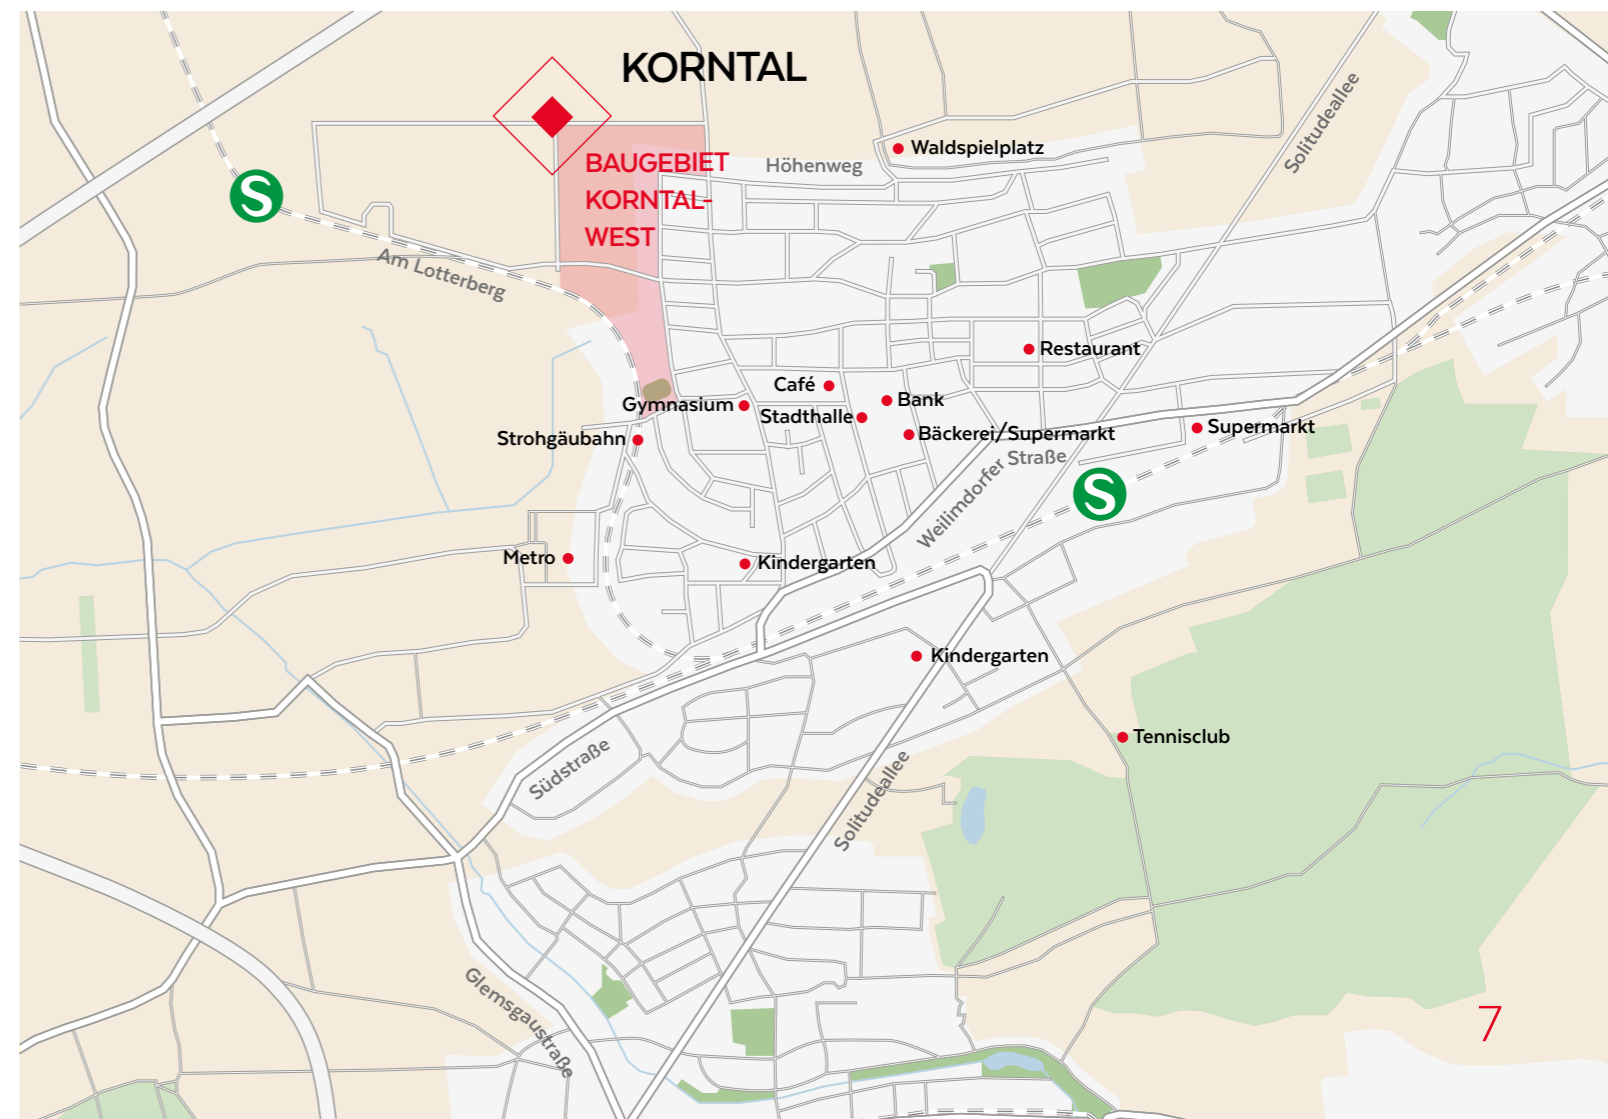 KORNTAL
BAUGEBIET
KORNTAL-
WEST
Waldspielplatz
Höhenweg
Solitudeallee
S
Am Lotterberg
Restaurant
Café
Bank
Gymnasium
Stadthalle
Strohgäubahn
Bäckerei/Supermarkt
Supermarkt
Weilimdorfer Straße
S
Metro
Kindergarten
Kindergarten
Tennisclub
Südstraße
Solitudeallee
Glemsgaustraße
7